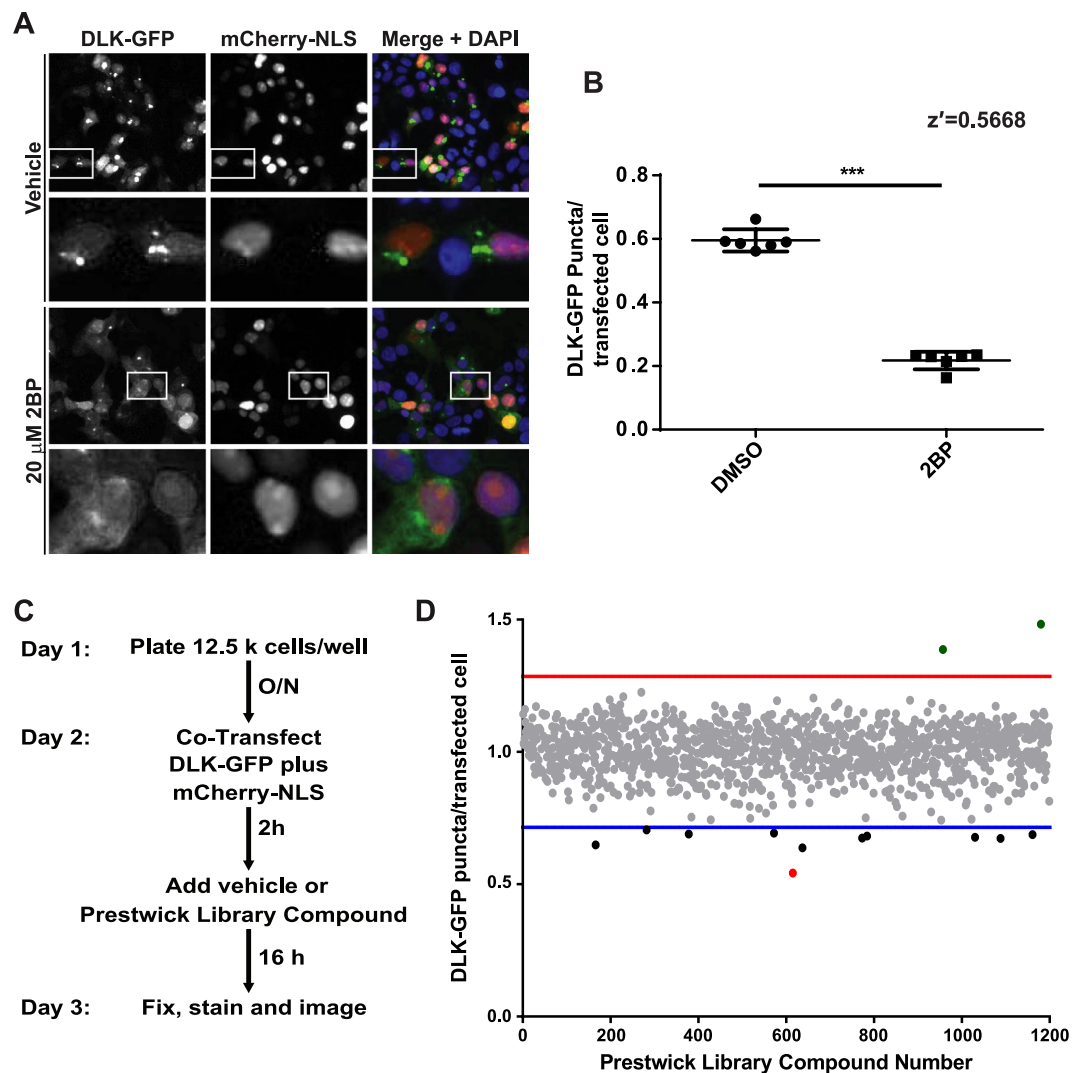 A
DLK-GFP
mCherry-NLS
Merge + DAPI
Vehicle
20 µM 2BP
B
z′=0.5668
***
DLK-GFP Puncta/
transfected cell
0.8
0.6
0.4
0.2
0.0
DMSO
2BP
C
Day 1:
Plate 12.5 k cells/well
O/N
Day 2:
Co-Transfect
DLK-GFP plus
mCherry-NLS
2h
Add vehicle or
Prestwick Library Compound
16 h
Day 3:
Fix, stain and image
D
DLK-GFP puncta/transfected cell
1.5
1.0
0.5
0.0
0
200
400
600
800
1000
1200
Prestwick Library Compound Number